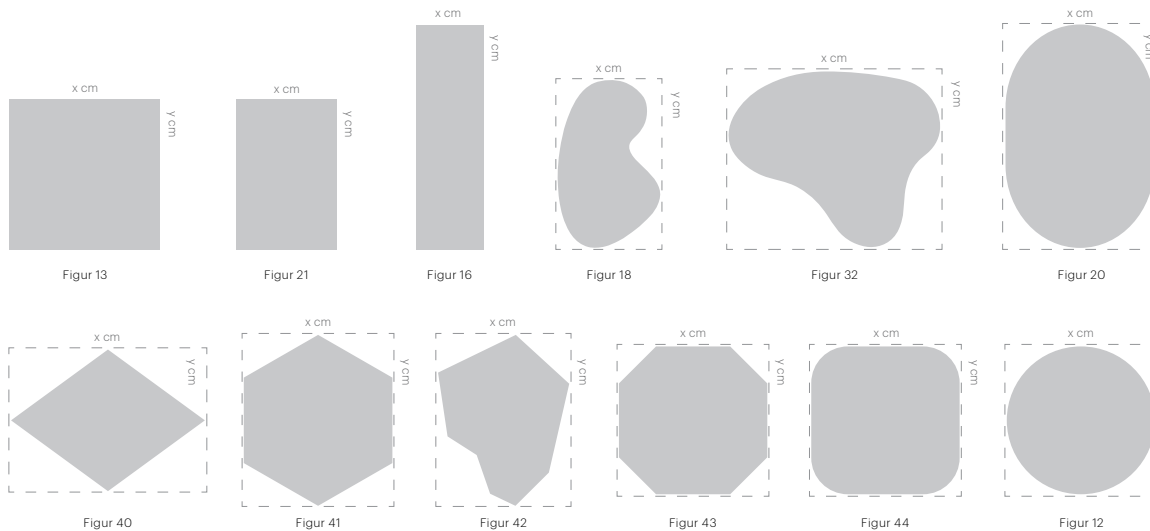 x cm
y cm
Figur 13
x cm
y cm
Figur 21
x cm
y cm
Figur 16
x cm
y cm
Figur 18
x cm
y cm
Figur 32
x cm
y cm
Figur 20
x cm
y cm
Figur 40
x cm
y cm
Figur 41
x cm
y cm
Figur 42
x cm
y cm
Figur 43
x cm
y cm
Figur 44
x cm
Figur 12